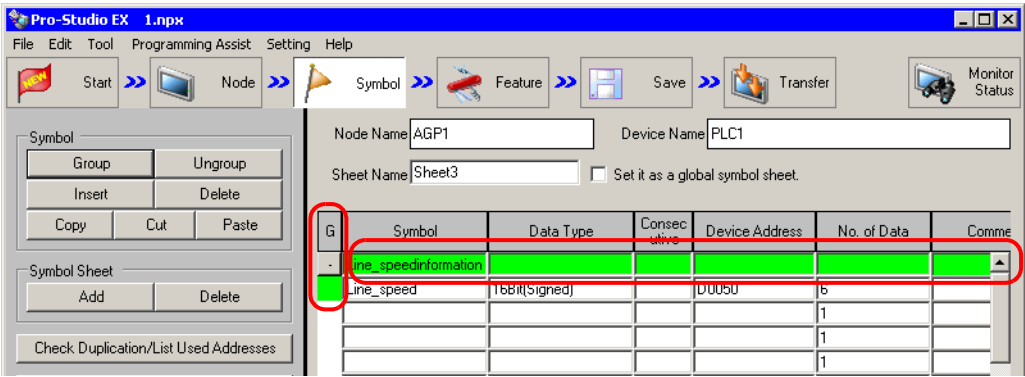 Pro-Studio EX 1.npx
File Edit Tool Programming Assist Setting Help
NEW Start Node Symbol Feature Save Transfer Monitor Status
Symbol
Group Ungroup
Insert Delete
Copy Cut Paste
Symbol Sheet
Add Delete
Check Duplication/List Used Addresses
Node Name AGP1 Device Name PLC1
Sheet Name Sheet3 Set it as a global symbol sheet.
G Symbol Data Type Consecutive Device Address No. of Data Comme
- Line_speedinformation
Line_speed 16Bit(Signed) D0050 6
1
1
1